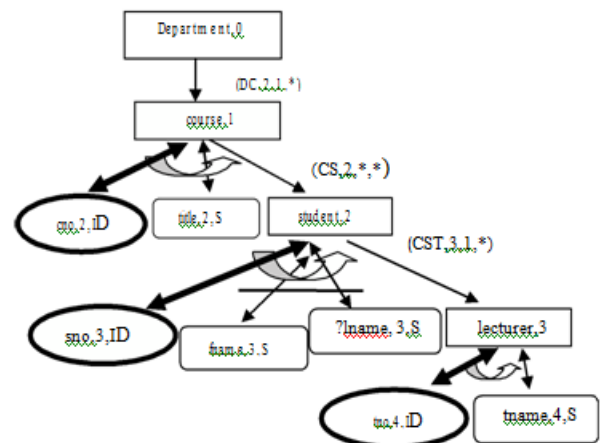 Department,0
(DC,2,1,*)
course,1
(CS,2,*,*)
cno,2,ID
title,2,S
student,2
(CST,3,1,*)
sno,3,ID
fname,3,S
?lname, 3,S
lecturer,3
tno,4,ID
tname,4,S